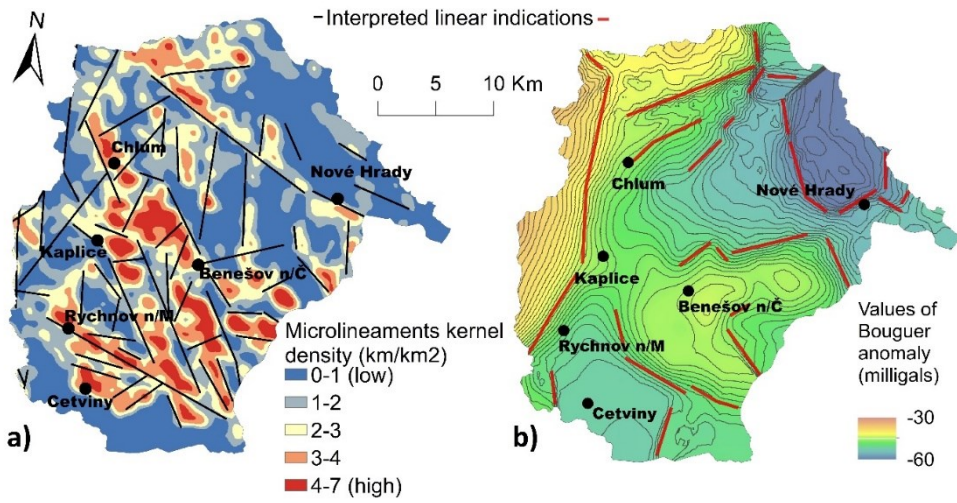 Interpreted linear indications
N
0 5 10 Km
Chlum
Nové Hrady
Kaplice
Benešov n/Č
Rychnov n/M
Cetviny
Microlineaments kernel
density (km/km2)
0-1 (low)
1-2
2-3
3-4
4-7 (high)
a)
Chlum
Nové Hrady
Kaplice
Benešov n/Č
Rychnov n/M
Cetviny
Values of
Bouguer
anomaly
(milligals)
-30
-60
b)